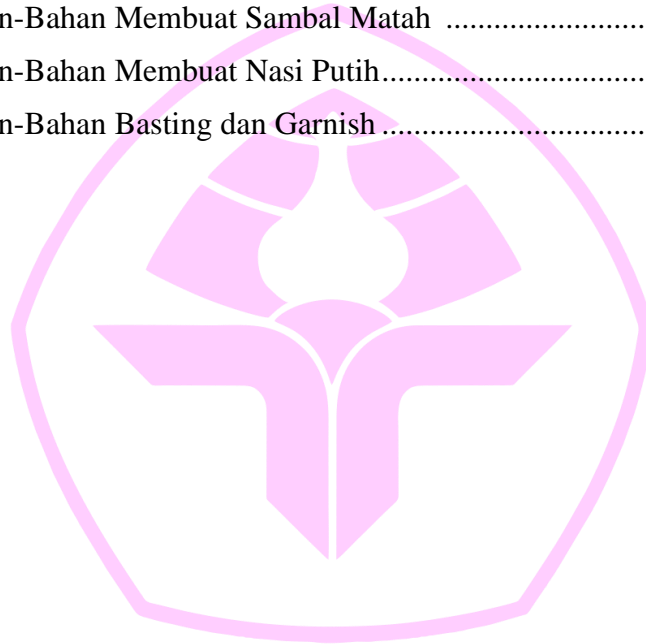 n-Bahan Membuat Sambal Matah .........................
n-Bahan Membuat Nasi Putih.................................
n-Bahan Basting dan Garnish .................................